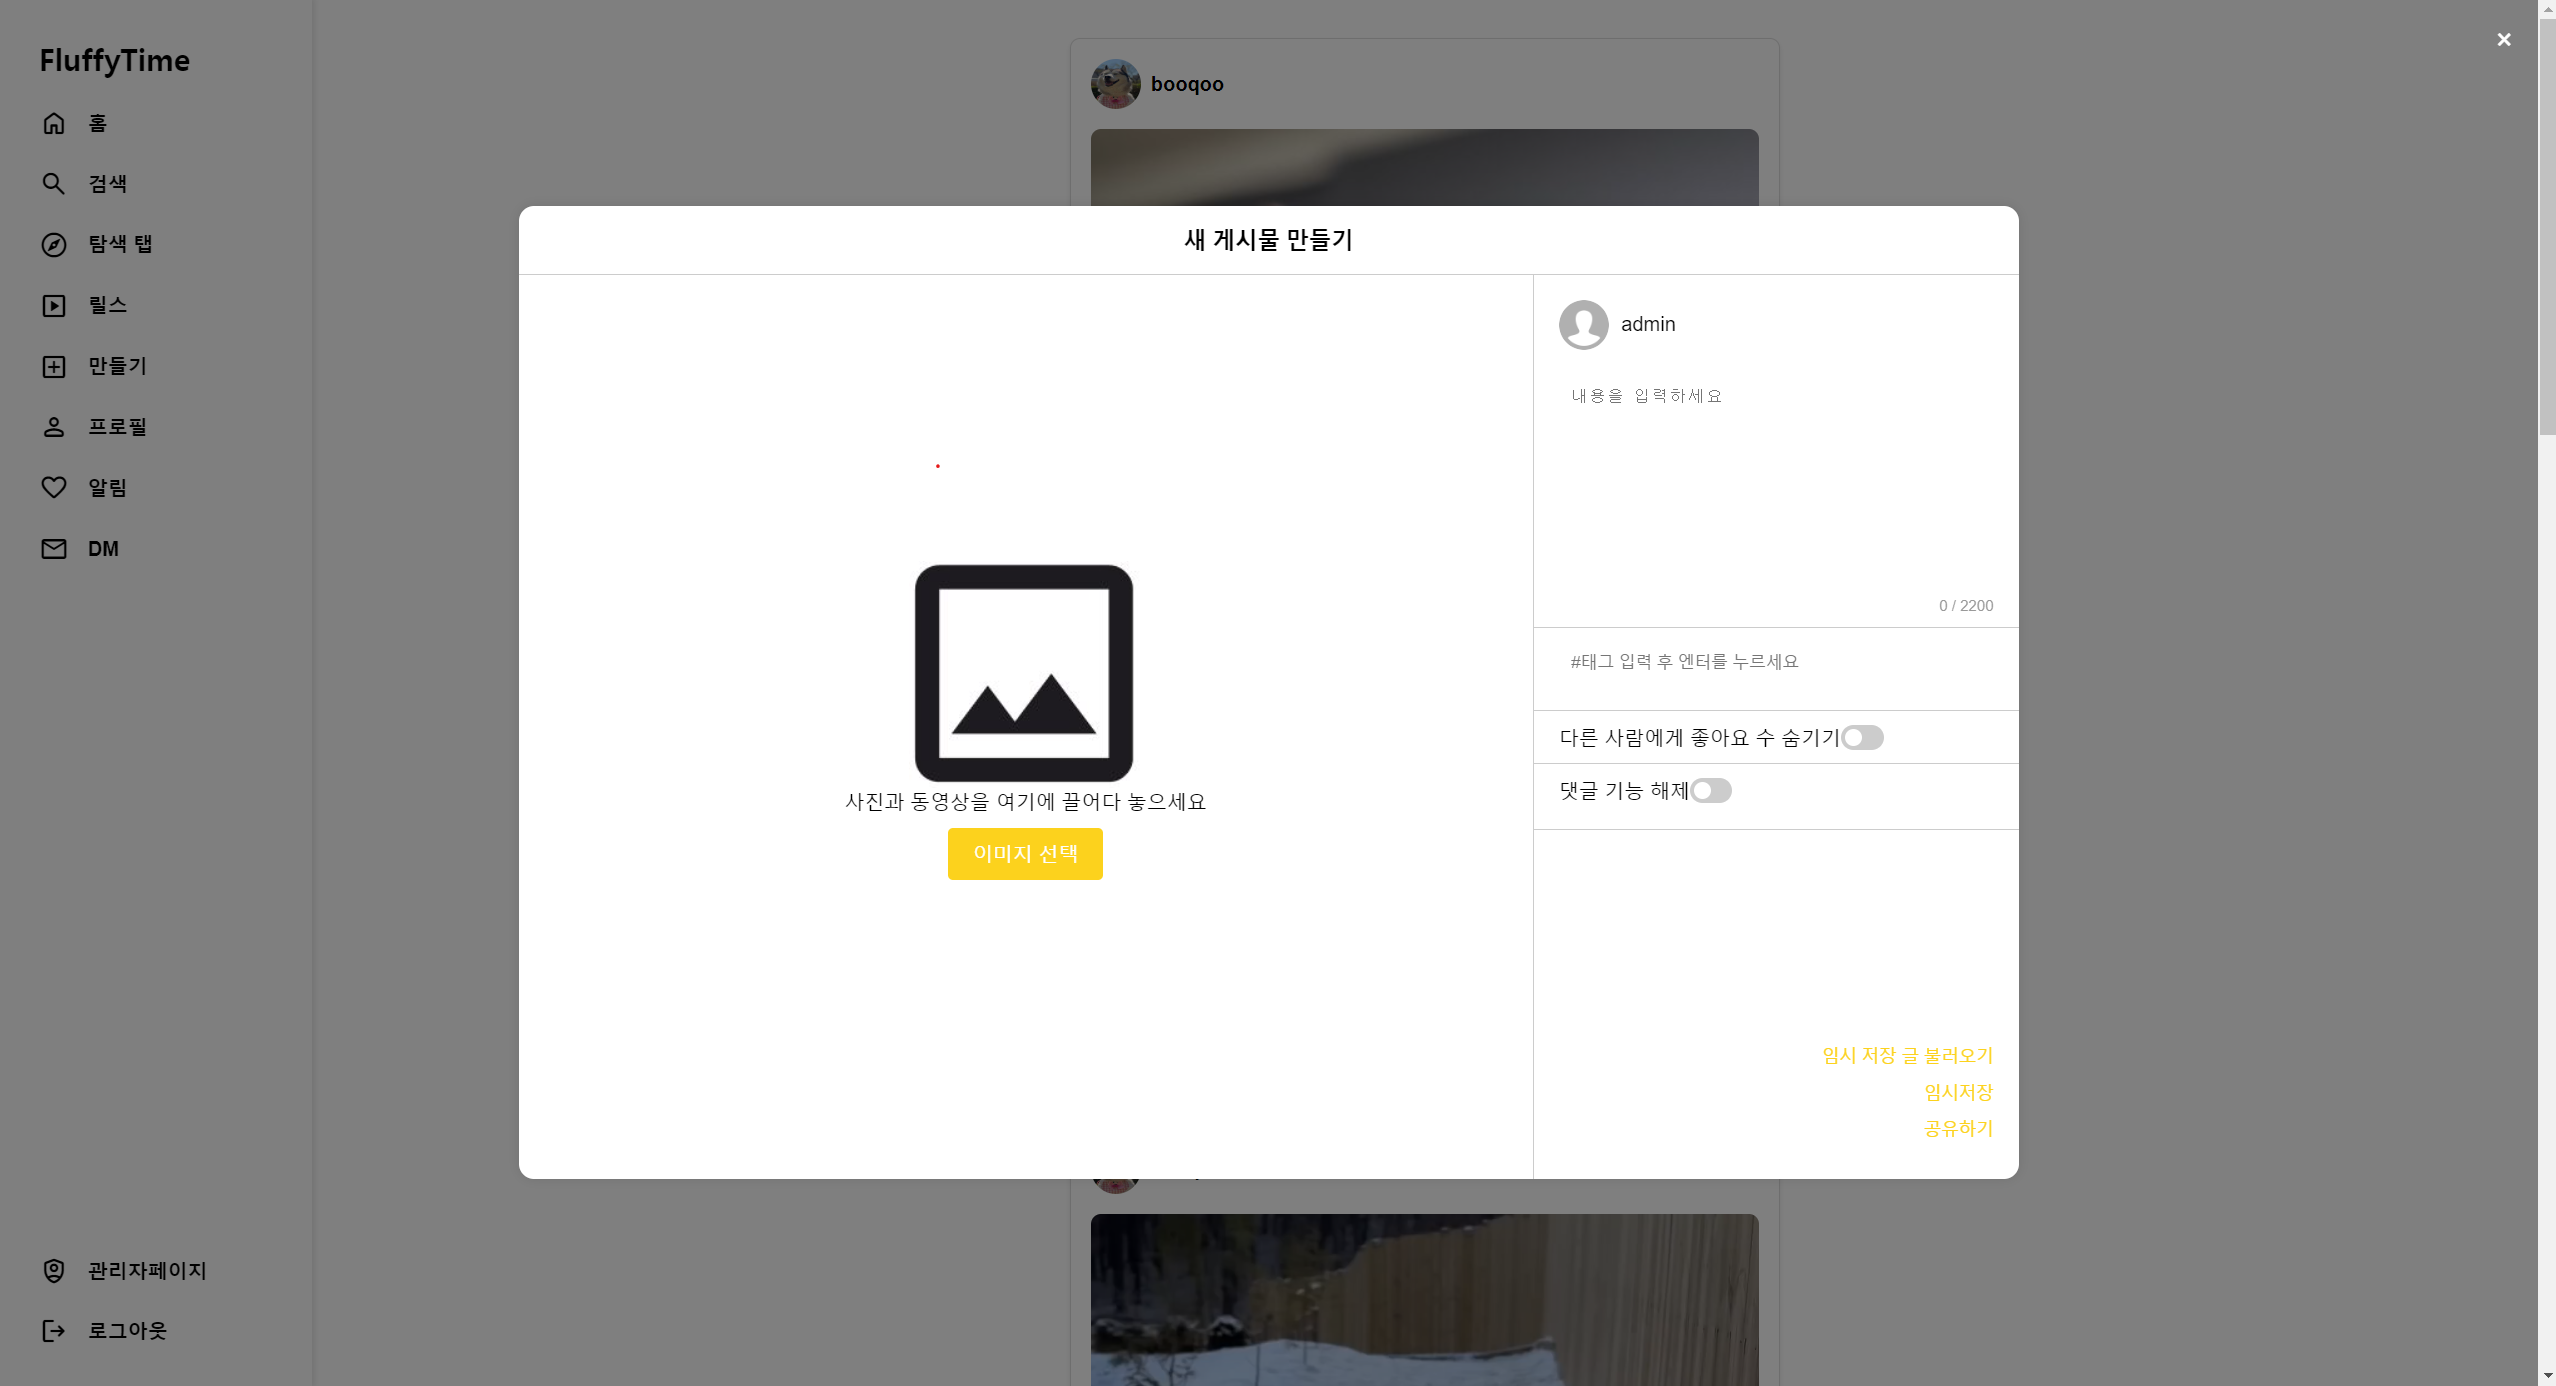 FluffyTime
홈
검색
탐색 탭
릴스
만들기
프로필
알림
DM
관리자페이지
로그아웃
×
booqoo
새 게시물 만들기
사진과 동영상을 여기에 끌어다 놓으세요
이미지 선택
admin
내용을 입력하세요
0 / 2200
#태그 입력 후 엔터를 누르세요
다른 사람에게 좋아요 수 숨기기
댓글 기능 해제
임시 저장 글 불러오기
임시저장
공유하기